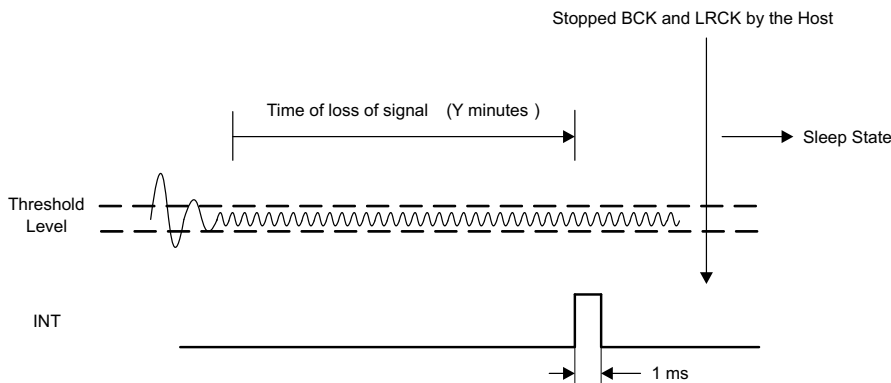 Stopped BCK and LRCK by the Host
Time of loss of signal (Y minutes )
Sleep State
Threshold
Level
INT
1 ms